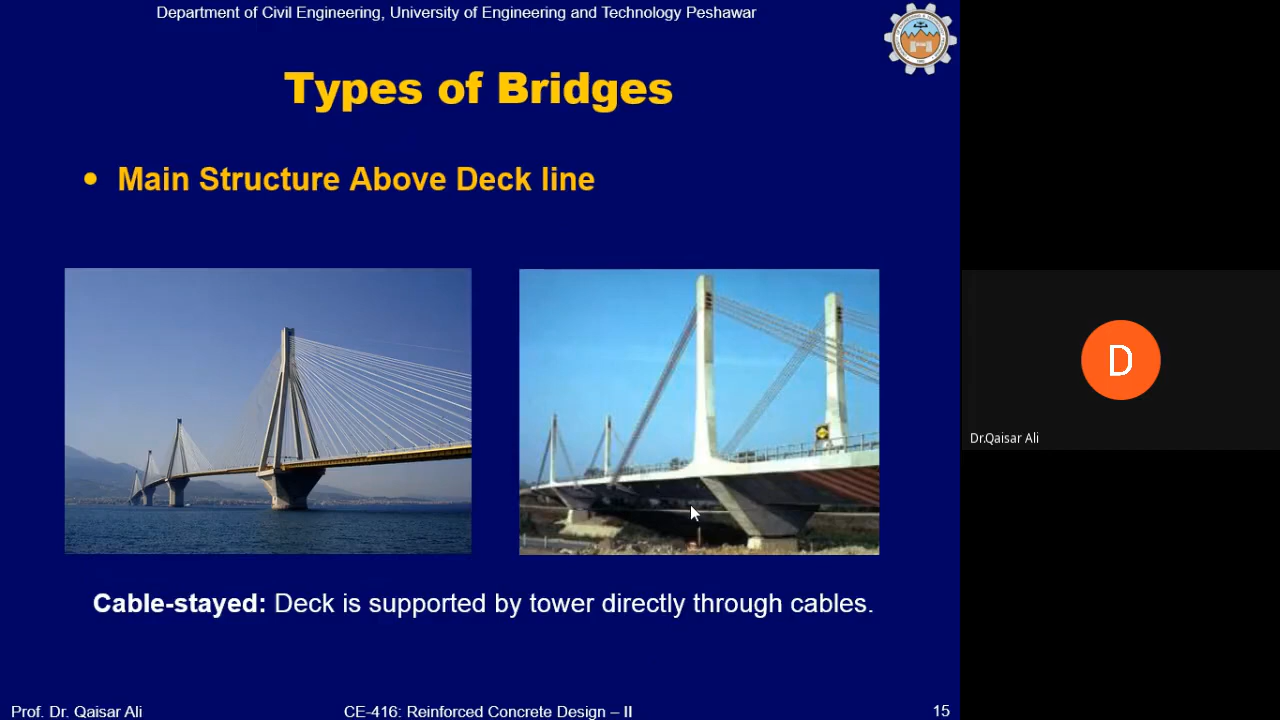 Department of Civil Engineering, University of Engineering and Technology Peshawar
Types of Bridges
• Main Structure Above Deck line
Cable-stayed: Deck is supported by tower directly through cables.
Prof. Dr. Qaisar Ali
CE-416: Reinforced Concrete Design – II
15
D
Dr.Qaisar Ali